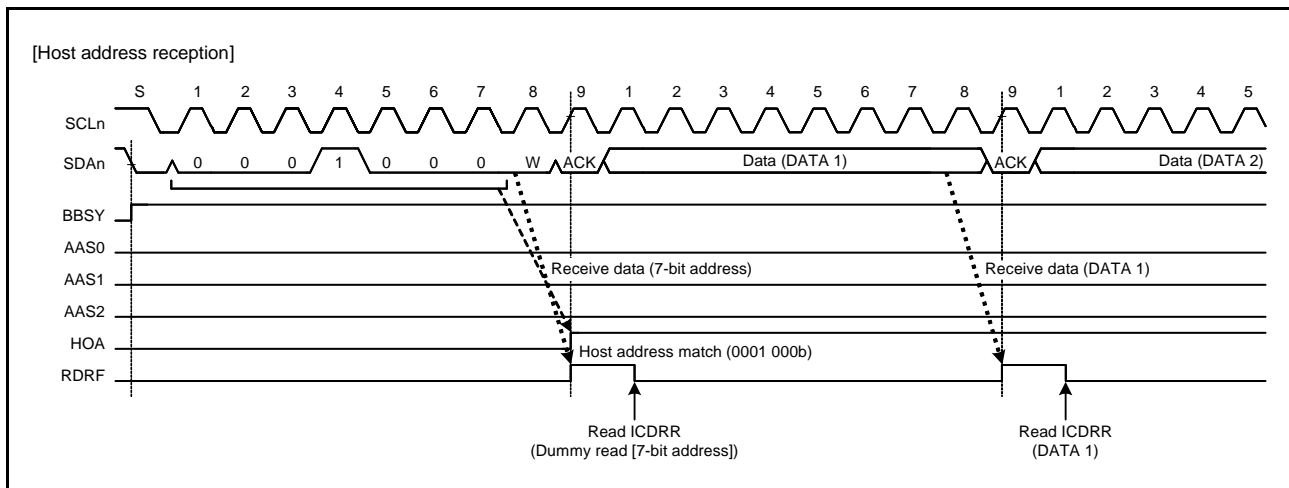 [Host address reception]
S 1 2 3 4 5 6 7 8 9 1 2 3 4 5 6 7 8 9 1 2 3 4 5
SCLn
SDAn 0 0 0 1 0 0 0 W ACK Data (DATA 1) ACK Data (DATA 2)
BBSY
AAS0
AAS1 Receive data (7-bit address) Receive data (DATA 1)
AAS2
HOA
Host address match (0001 000b)
RDRF
Read ICDRR Read ICDRR
(Dummy read [7-bit address]) (DATA 1)